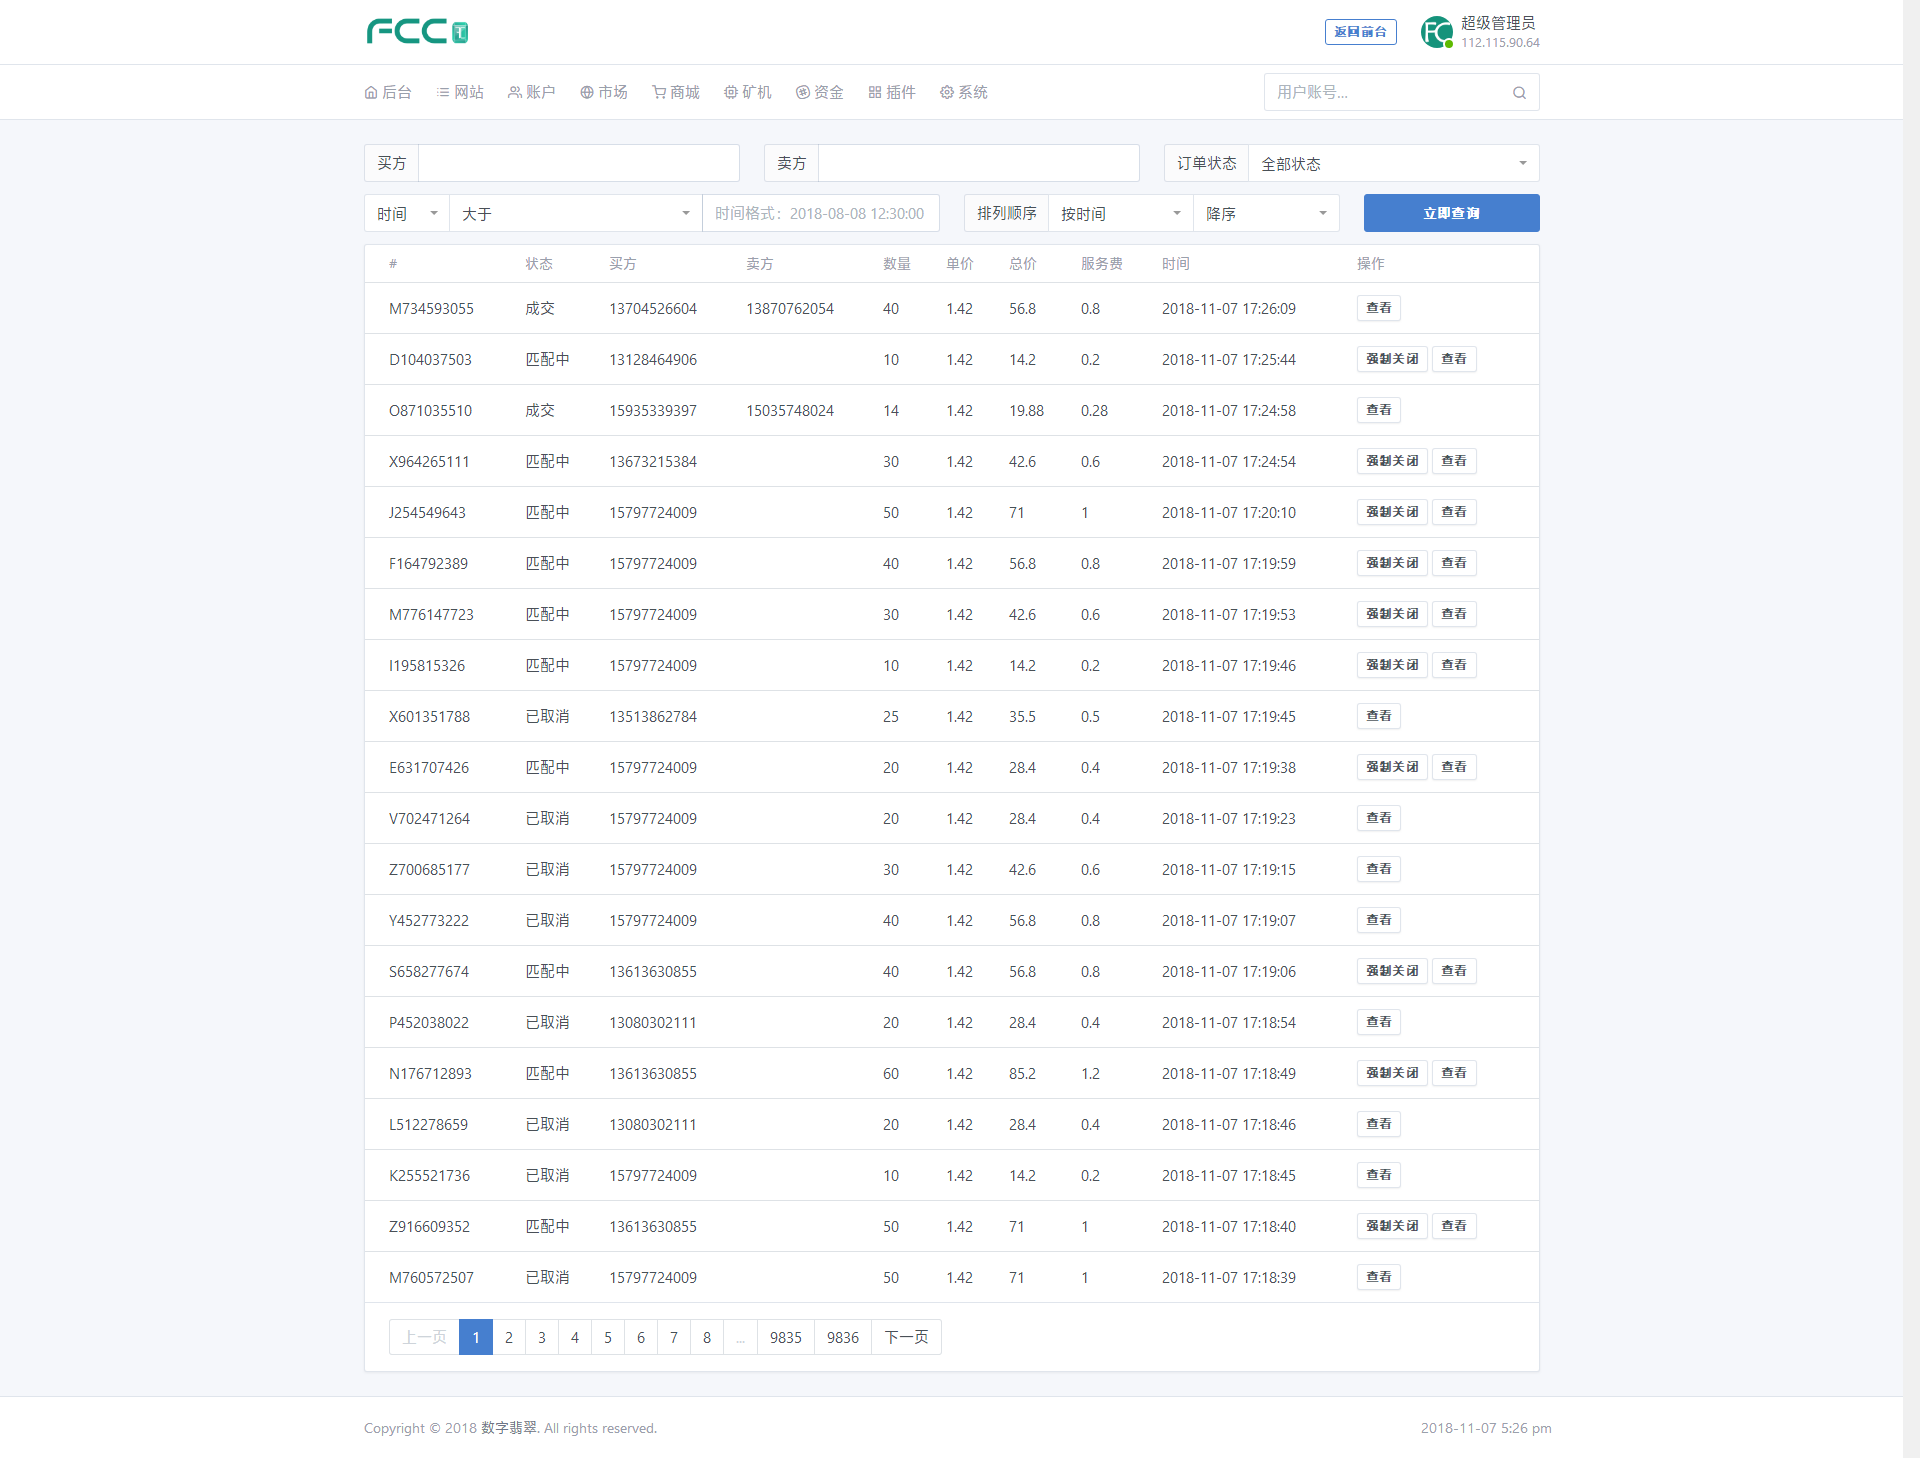 FCC
返回前台
超级管理员
112.115.90.64
后台 网站 账户 市场 商城 矿机 资金 插件 系统 用户账号...
买方 卖方 订单状态 全部状态
时间 大于 时间格式：2018-08-08 12:30:00 排列顺序 按时间 降序 立即查询
# 状态 买方 卖方 数量 单价 总价 服务费 时间 操作
M734593055 成交 13704526604 13870762054 40 1.42 56.8 0.8 2018-11-07 17:26:09 查看
D104037503 匹配中 13128464906 10 1.42 14.2 0.2 2018-11-07 17:25:44 强制关闭 查看
O871035510 成交 15935339397 15035748024 14 1.42 19.88 0.28 2018-11-07 17:24:58 查看
X964265111 匹配中 13673215384 30 1.42 42.6 0.6 2018-11-07 17:24:54 强制关闭 查看
J254549643 匹配中 15797724009 50 1.42 71 1 2018-11-07 17:20:10 强制关闭 查看
F164792389 匹配中 15797724009 40 1.42 56.8 0.8 2018-11-07 17:19:59 强制关闭 查看
M776147723 匹配中 15797724009 30 1.42 42.6 0.6 2018-11-07 17:19:53 强制关闭 查看
I195815326 匹配中 15797724009 10 1.42 14.2 0.2 2018-11-07 17:19:46 强制关闭 查看
X601351788 已取消 13513862784 25 1.42 35.5 0.5 2018-11-07 17:19:45 查看
E631707426 匹配中 15797724009 20 1.42 28.4 0.4 2018-11-07 17:19:38 强制关闭 查看
V702471264 已取消 15797724009 20 1.42 28.4 0.4 2018-11-07 17:19:23 查看
Z700685177 已取消 15797724009 30 1.42 42.6 0.6 2018-11-07 17:19:15 查看
Y452773222 已取消 15797724009 40 1.42 56.8 0.8 2018-11-07 17:19:07 查看
S658277674 匹配中 13613630855 40 1.42 56.8 0.8 2018-11-07 17:19:06 强制关闭 查看
P452038022 已取消 13080302111 20 1.42 28.4 0.4 2018-11-07 17:18:54 查看
N176712893 匹配中 13613630855 60 1.42 85.2 1.2 2018-11-07 17:18:49 强制关闭 查看
L512278659 已取消 13080302111 20 1.42 28.4 0.4 2018-11-07 17:18:46 查看
K255521736 已取消 15797724009 10 1.42 14.2 0.2 2018-11-07 17:18:45 查看
Z916609352 匹配中 13613630855 50 1.42 71 1 2018-11-07 17:18:40 强制关闭 查看
M760572507 已取消 15797724009 50 1.42 71 1 2018-11-07 17:18:39 查看
上一页 1 2 3 4 5 6 7 8 ... 9835 9836 下一页
Copyright © 2018 数字翡翠. All rights reserved. 2018-11-07 5:26 pm